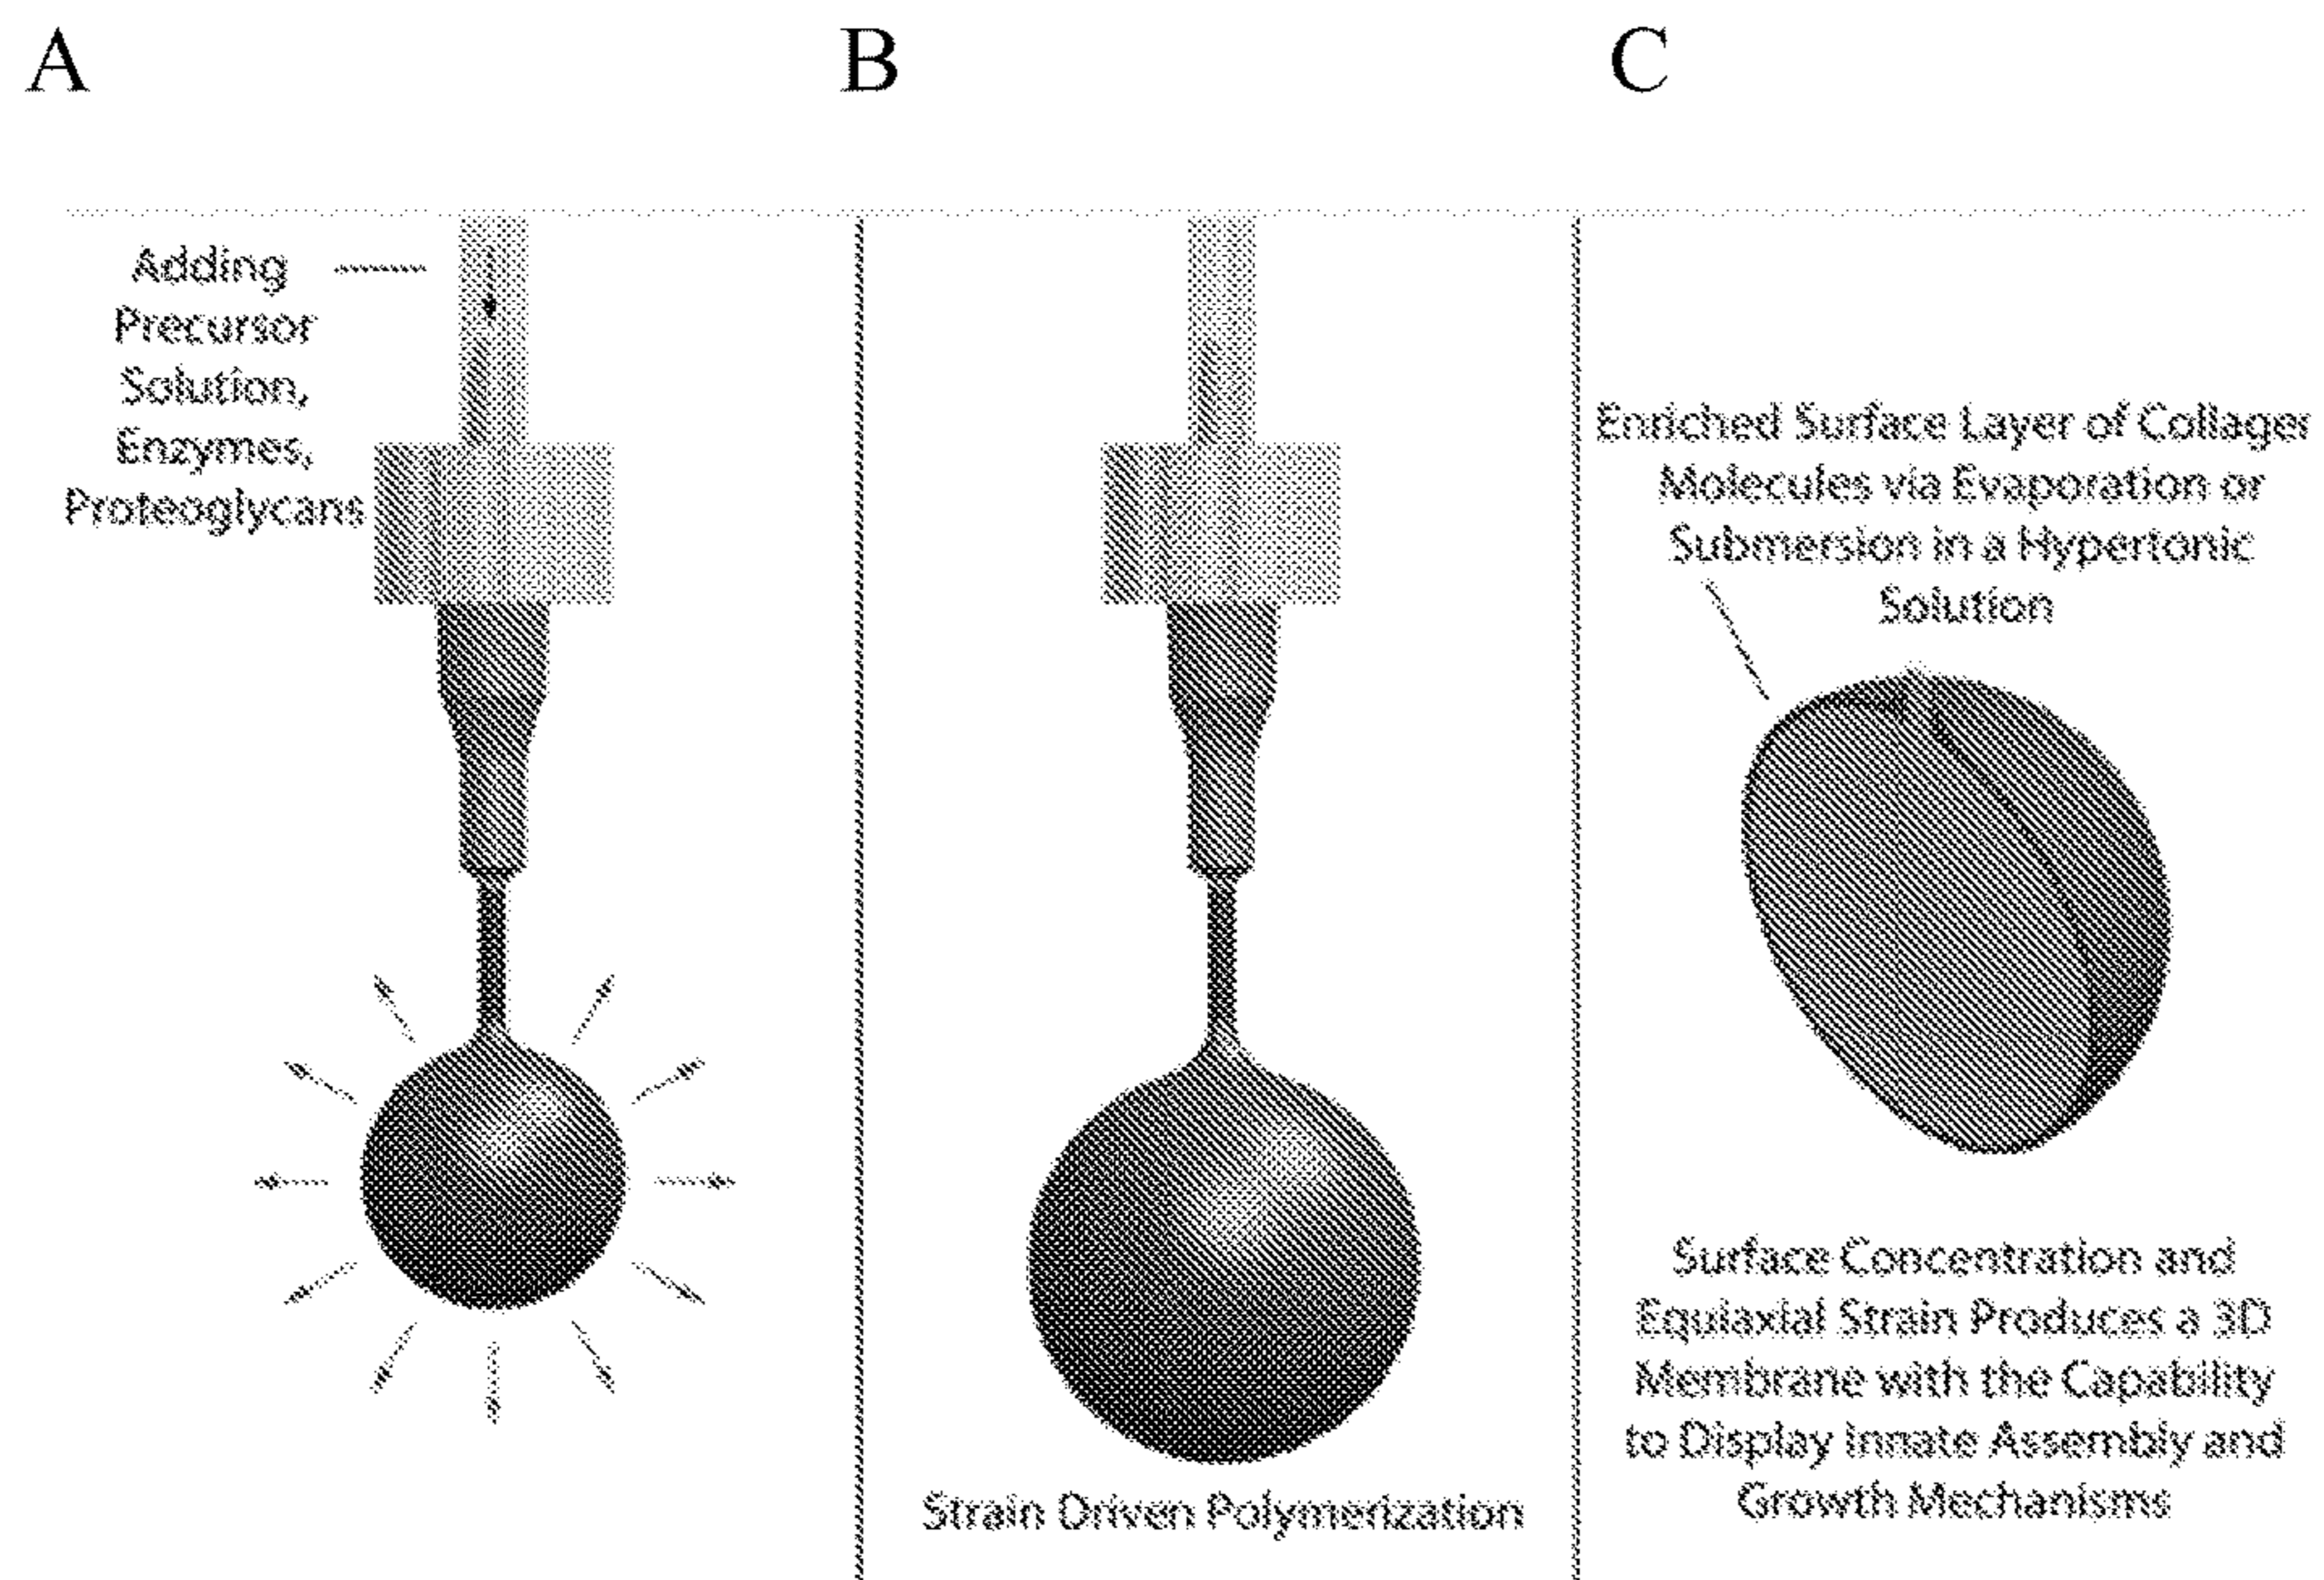 A
B
C
Adding
Precursor
Solution,
Enzymes,
Proteoglycans
Strain Driven Polymerization
Enriched Surface Layer of Collager
Molecules via Evaporation or
Submersion in a Hypertonic
Solution
Surface Concentration and
Equiaxial Strain Produces a 3D
Membrane with the Capability
to Display Innate Assembly and
Growth Mechanisms